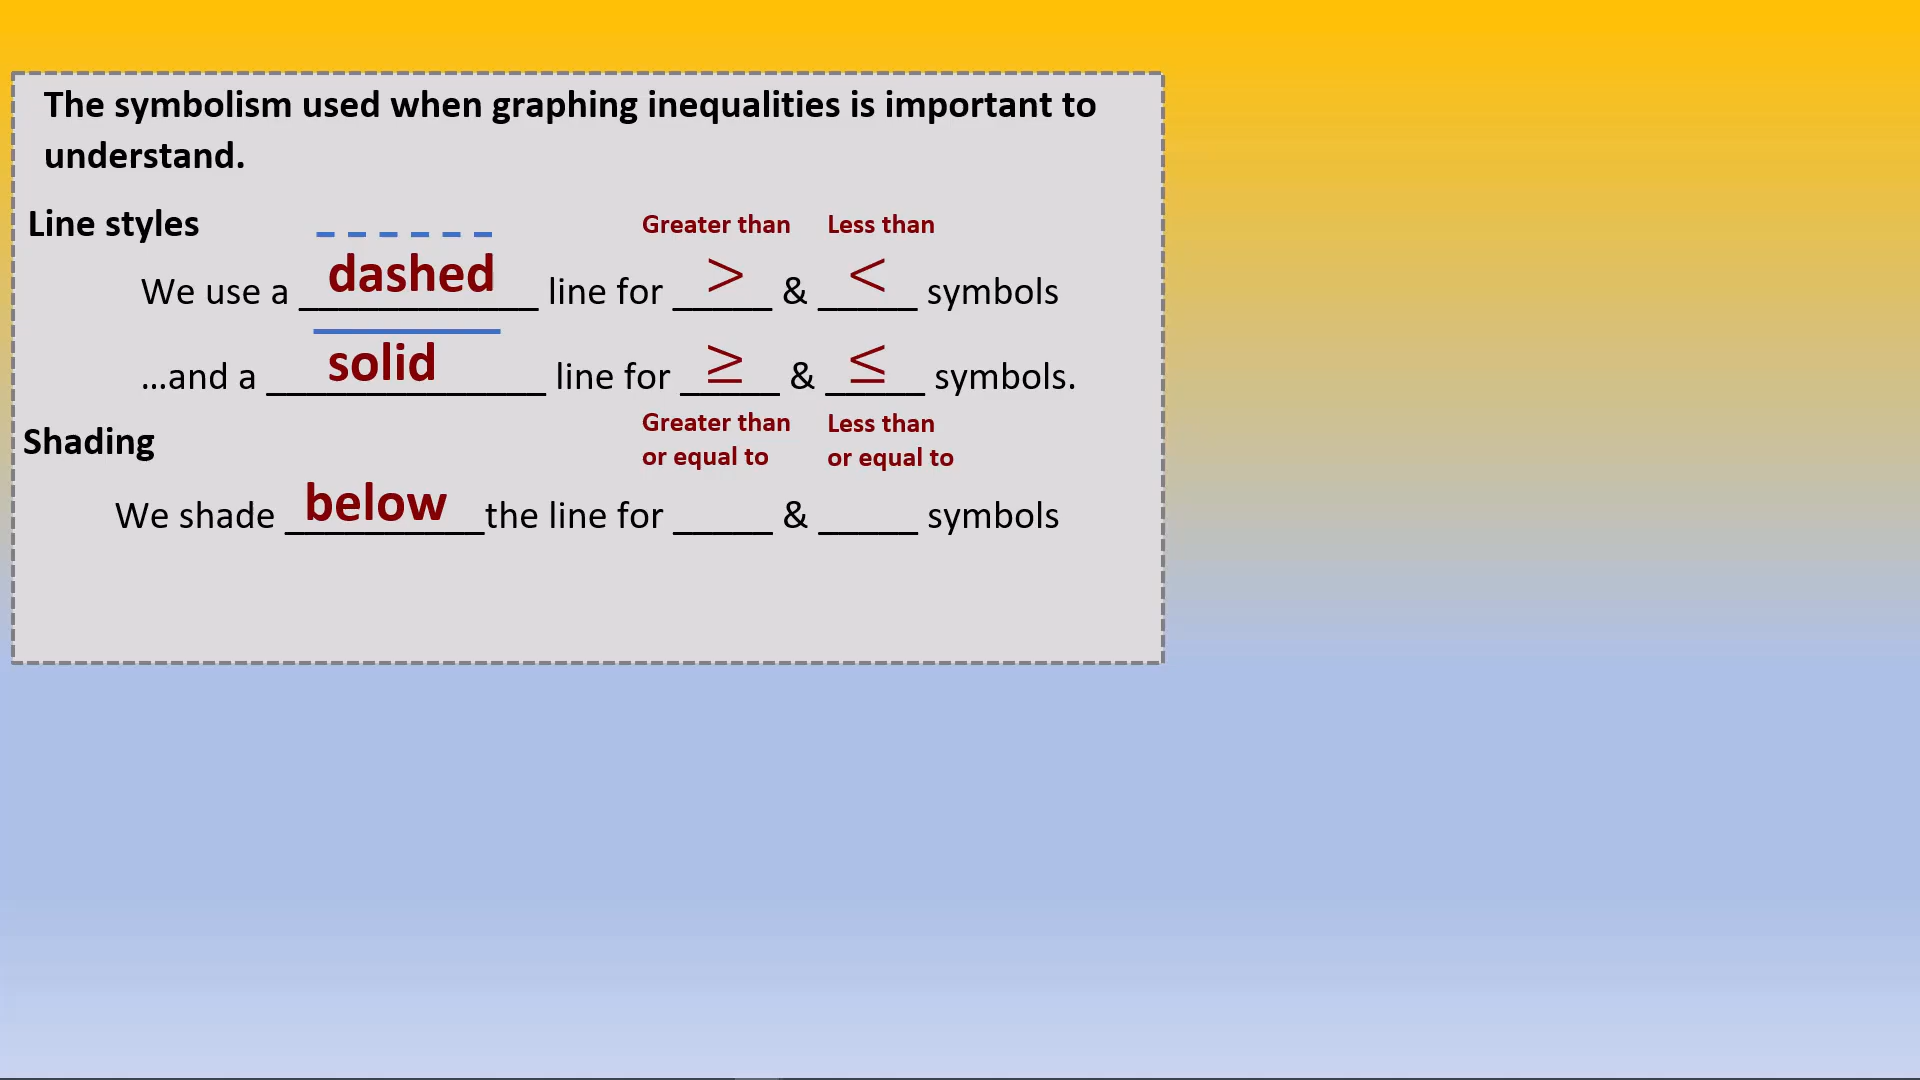 The symbolism used when graphing inequalities is important to
understand.
Line styles
Greater than Less than
We use a dashed line for > & < symbols
...and a solid line for ≥ & ≤ symbols.
Greater than Less than
or equal to or equal to
Shading
We shade below the line for _____ & _____ symbols